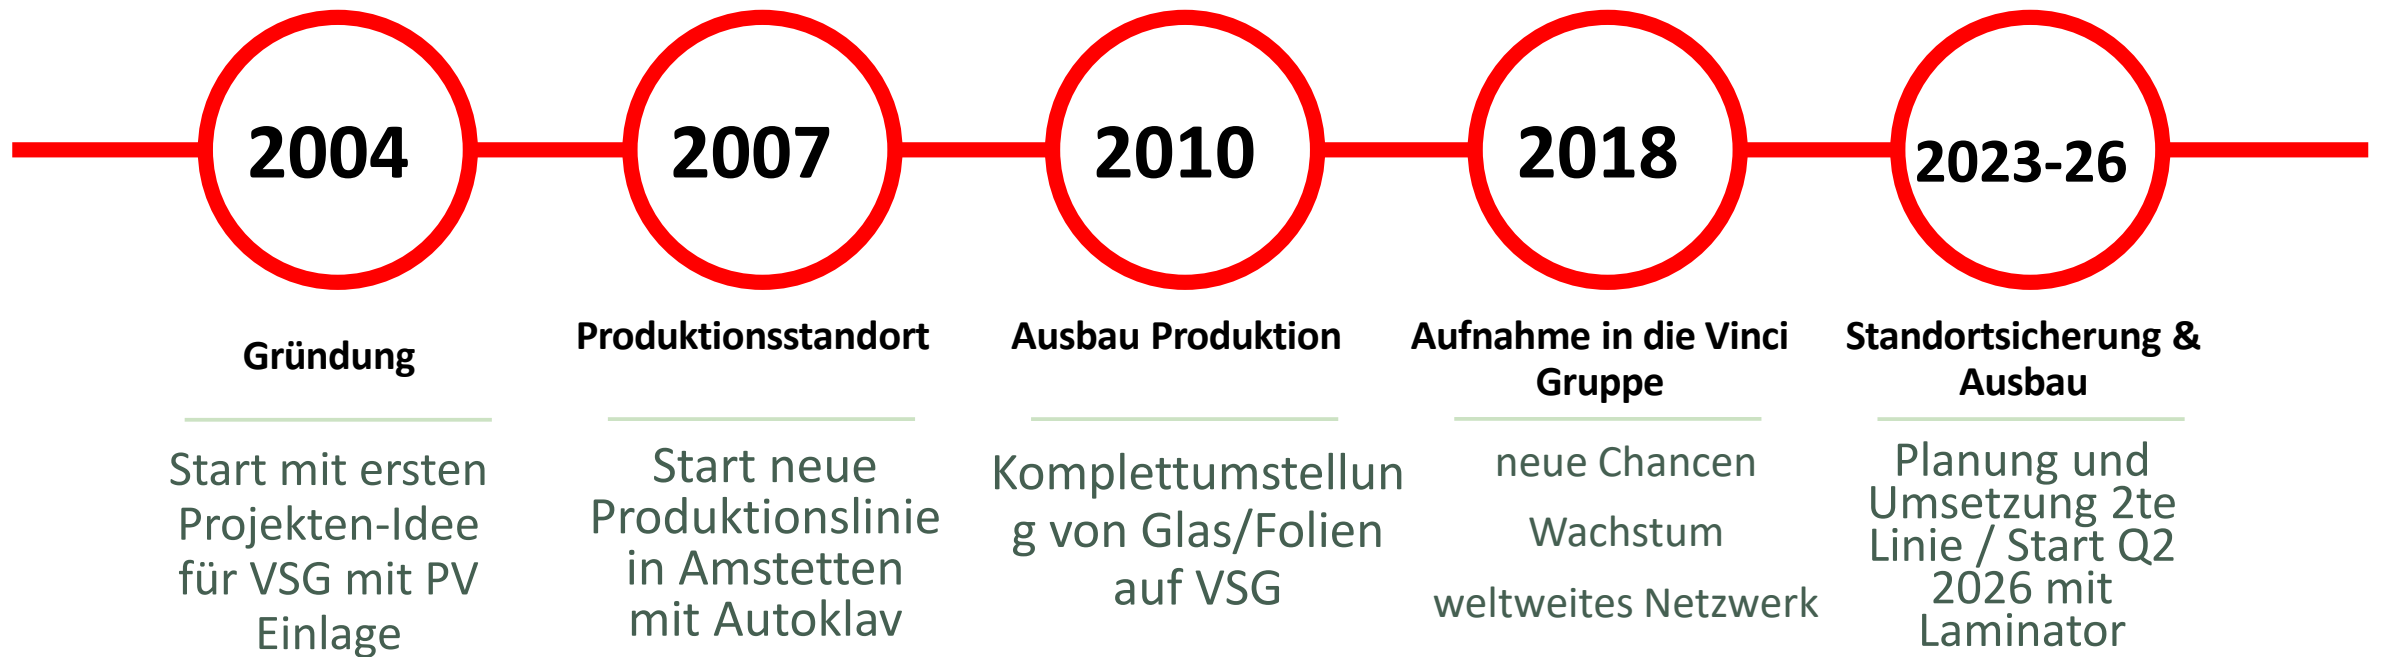 2004
Gründung
Start mit ersten
Projekten-Idee
für VSG mit PV
Einlage
2007
Produktionsstandort
Start neue
Produktionslinie
in Amstetten
mit Autoklav
2010
Ausbau Produktion
Komplettumstellun
g von Glas/Folien
auf VSG
2018
Aufnahme in die Vinci
Gruppe
neue Chancen
Wachstum
weltweites Netzwerk
2023-26
Standortsicherung &
Ausbau
Planung und
Umsetzung 2te
Linie / Start Q2
2026 mit
Laminator